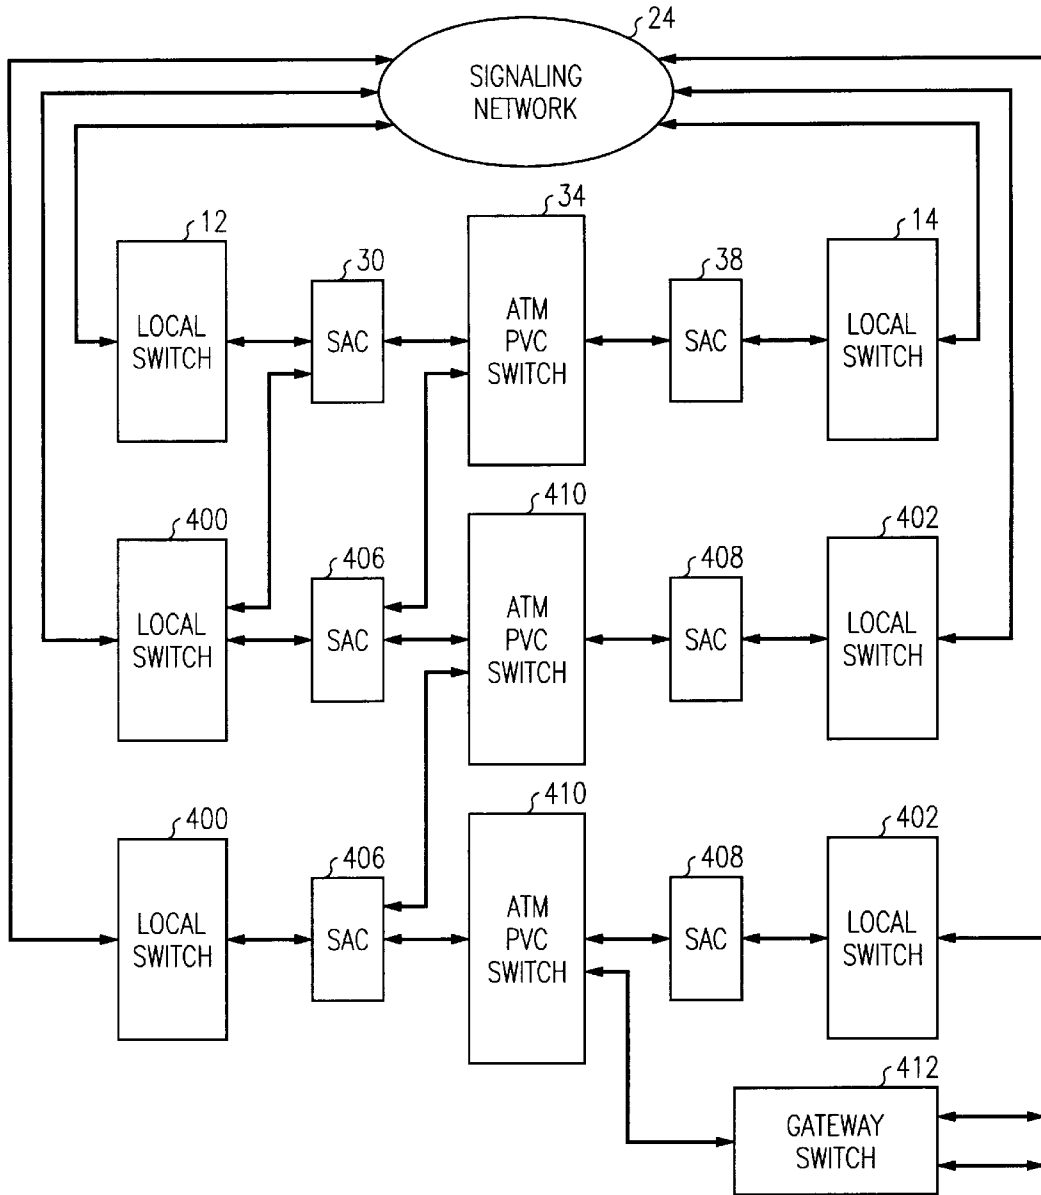 24
SIGNALING
NETWORK
12
LOCAL
SWITCH
30
SAC
34
ATM
PVC
SWITCH
38
SAC
14
LOCAL
SWITCH
400
LOCAL
SWITCH
406
SAC
410
ATM
PVC
SWITCH
408
SAC
402
LOCAL
SWITCH
400
LOCAL
SWITCH
406
SAC
410
ATM
PVC
SWITCH
408
SAC
402
LOCAL
SWITCH
412
GATEWAY
SWITCH